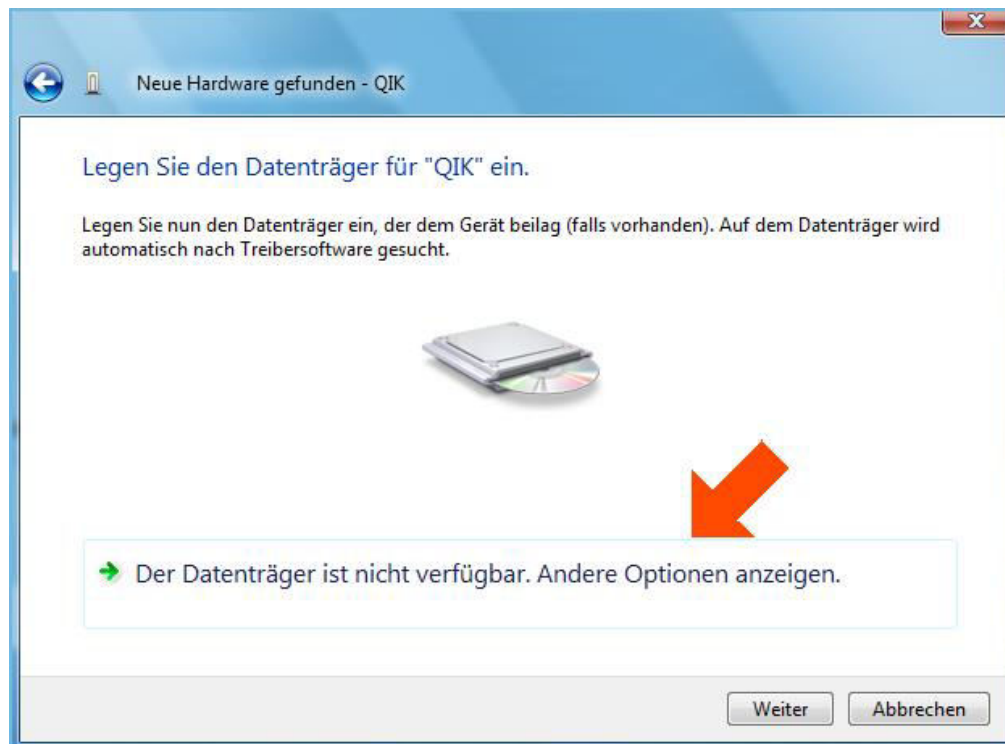 Neue Hardware gefunden - QIK
Legen Sie den Datenträger für "QIK" ein.
Legen Sie nun den Datenträger ein, der dem Gerät beilag (falls vorhanden). Auf dem Datenträger wird
automatisch nach Treibersoftware gesucht.
Der Datenträger ist nicht verfügbar. Andere Optionen anzeigen.
Weiter Abbrechen